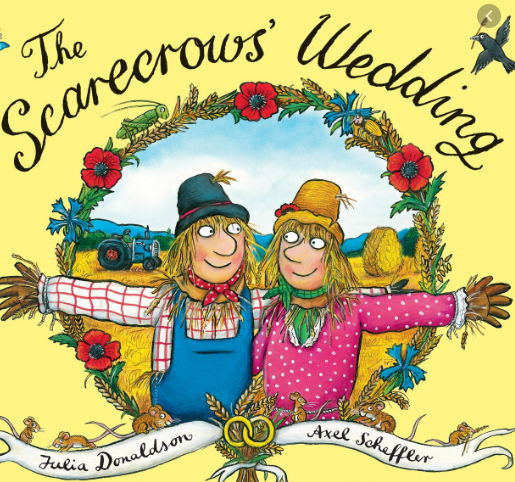 The
Scarecrows' Wedding
Julia Donaldson Axel Scheffler